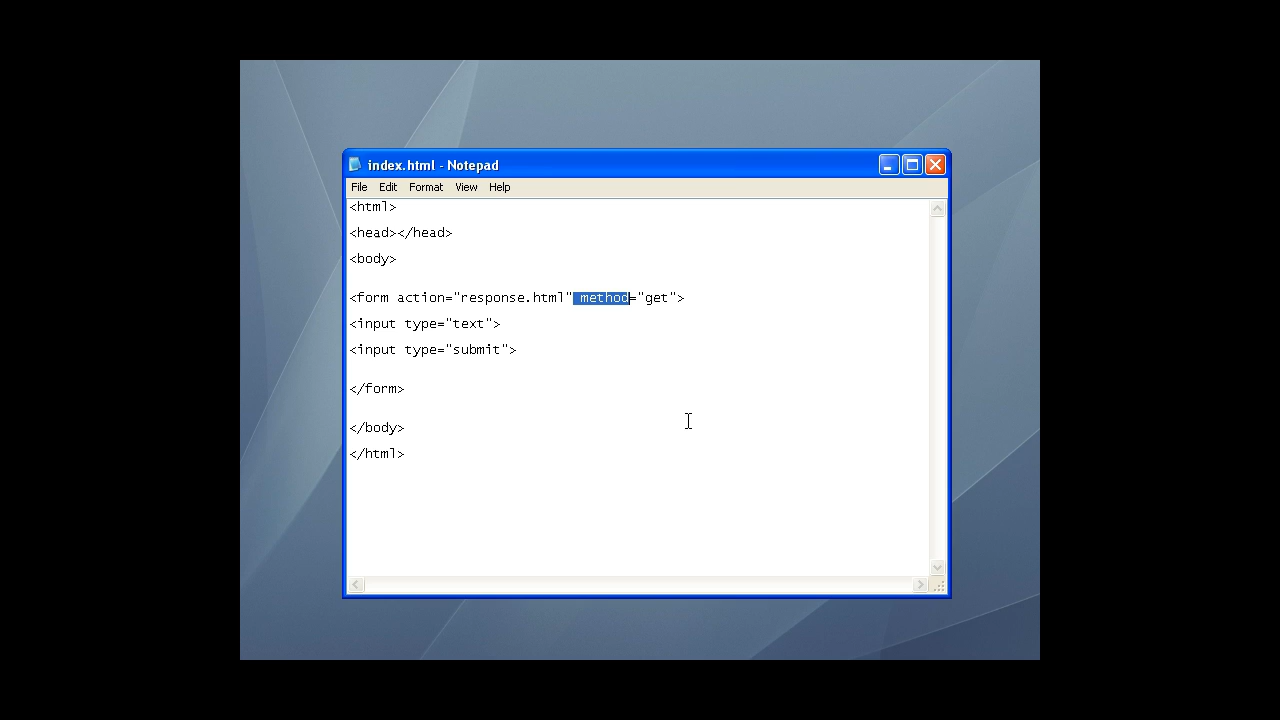 index.html - Notepad
File Edit Format View Help
<html>
<head></head>
<body>
<form action="response.html" method="get">
<input type="text">
<input type="submit">
</form>
</body>
</html>